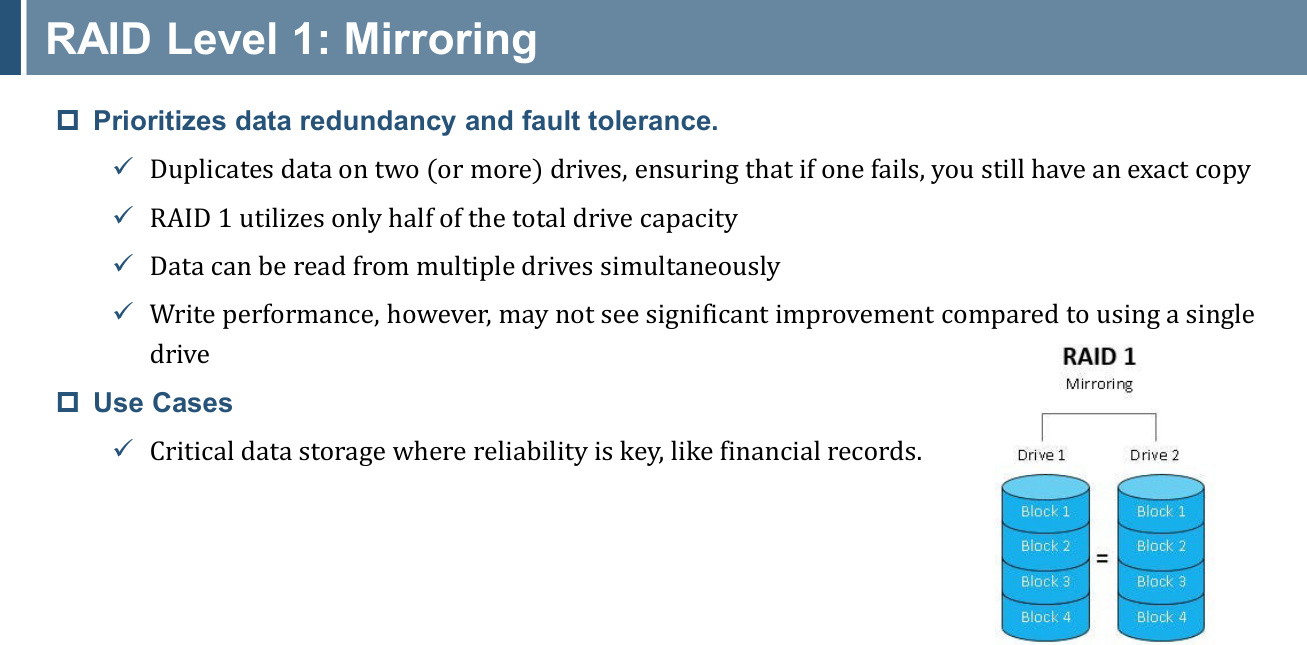 RAID Level 1: Mirroring
Prioritizes data redundancy and fault tolerance.
Duplicates data on two (or more) drives, ensuring that if one fails, you still have an exact copy
RAID 1 utilizes only half of the total drive capacity
Data can be read from multiple drives simultaneously
Write performance, however, may not see significant improvement compared to using a single
drive
Use Cases
Critical data storage where reliability is key, like financial records.
RAID 1
Mirroring
Drive 1 Drive 2
Block 1 Block 1
Block 2 Block 2
=
Block 3 Block 3
Block 4 Block 4